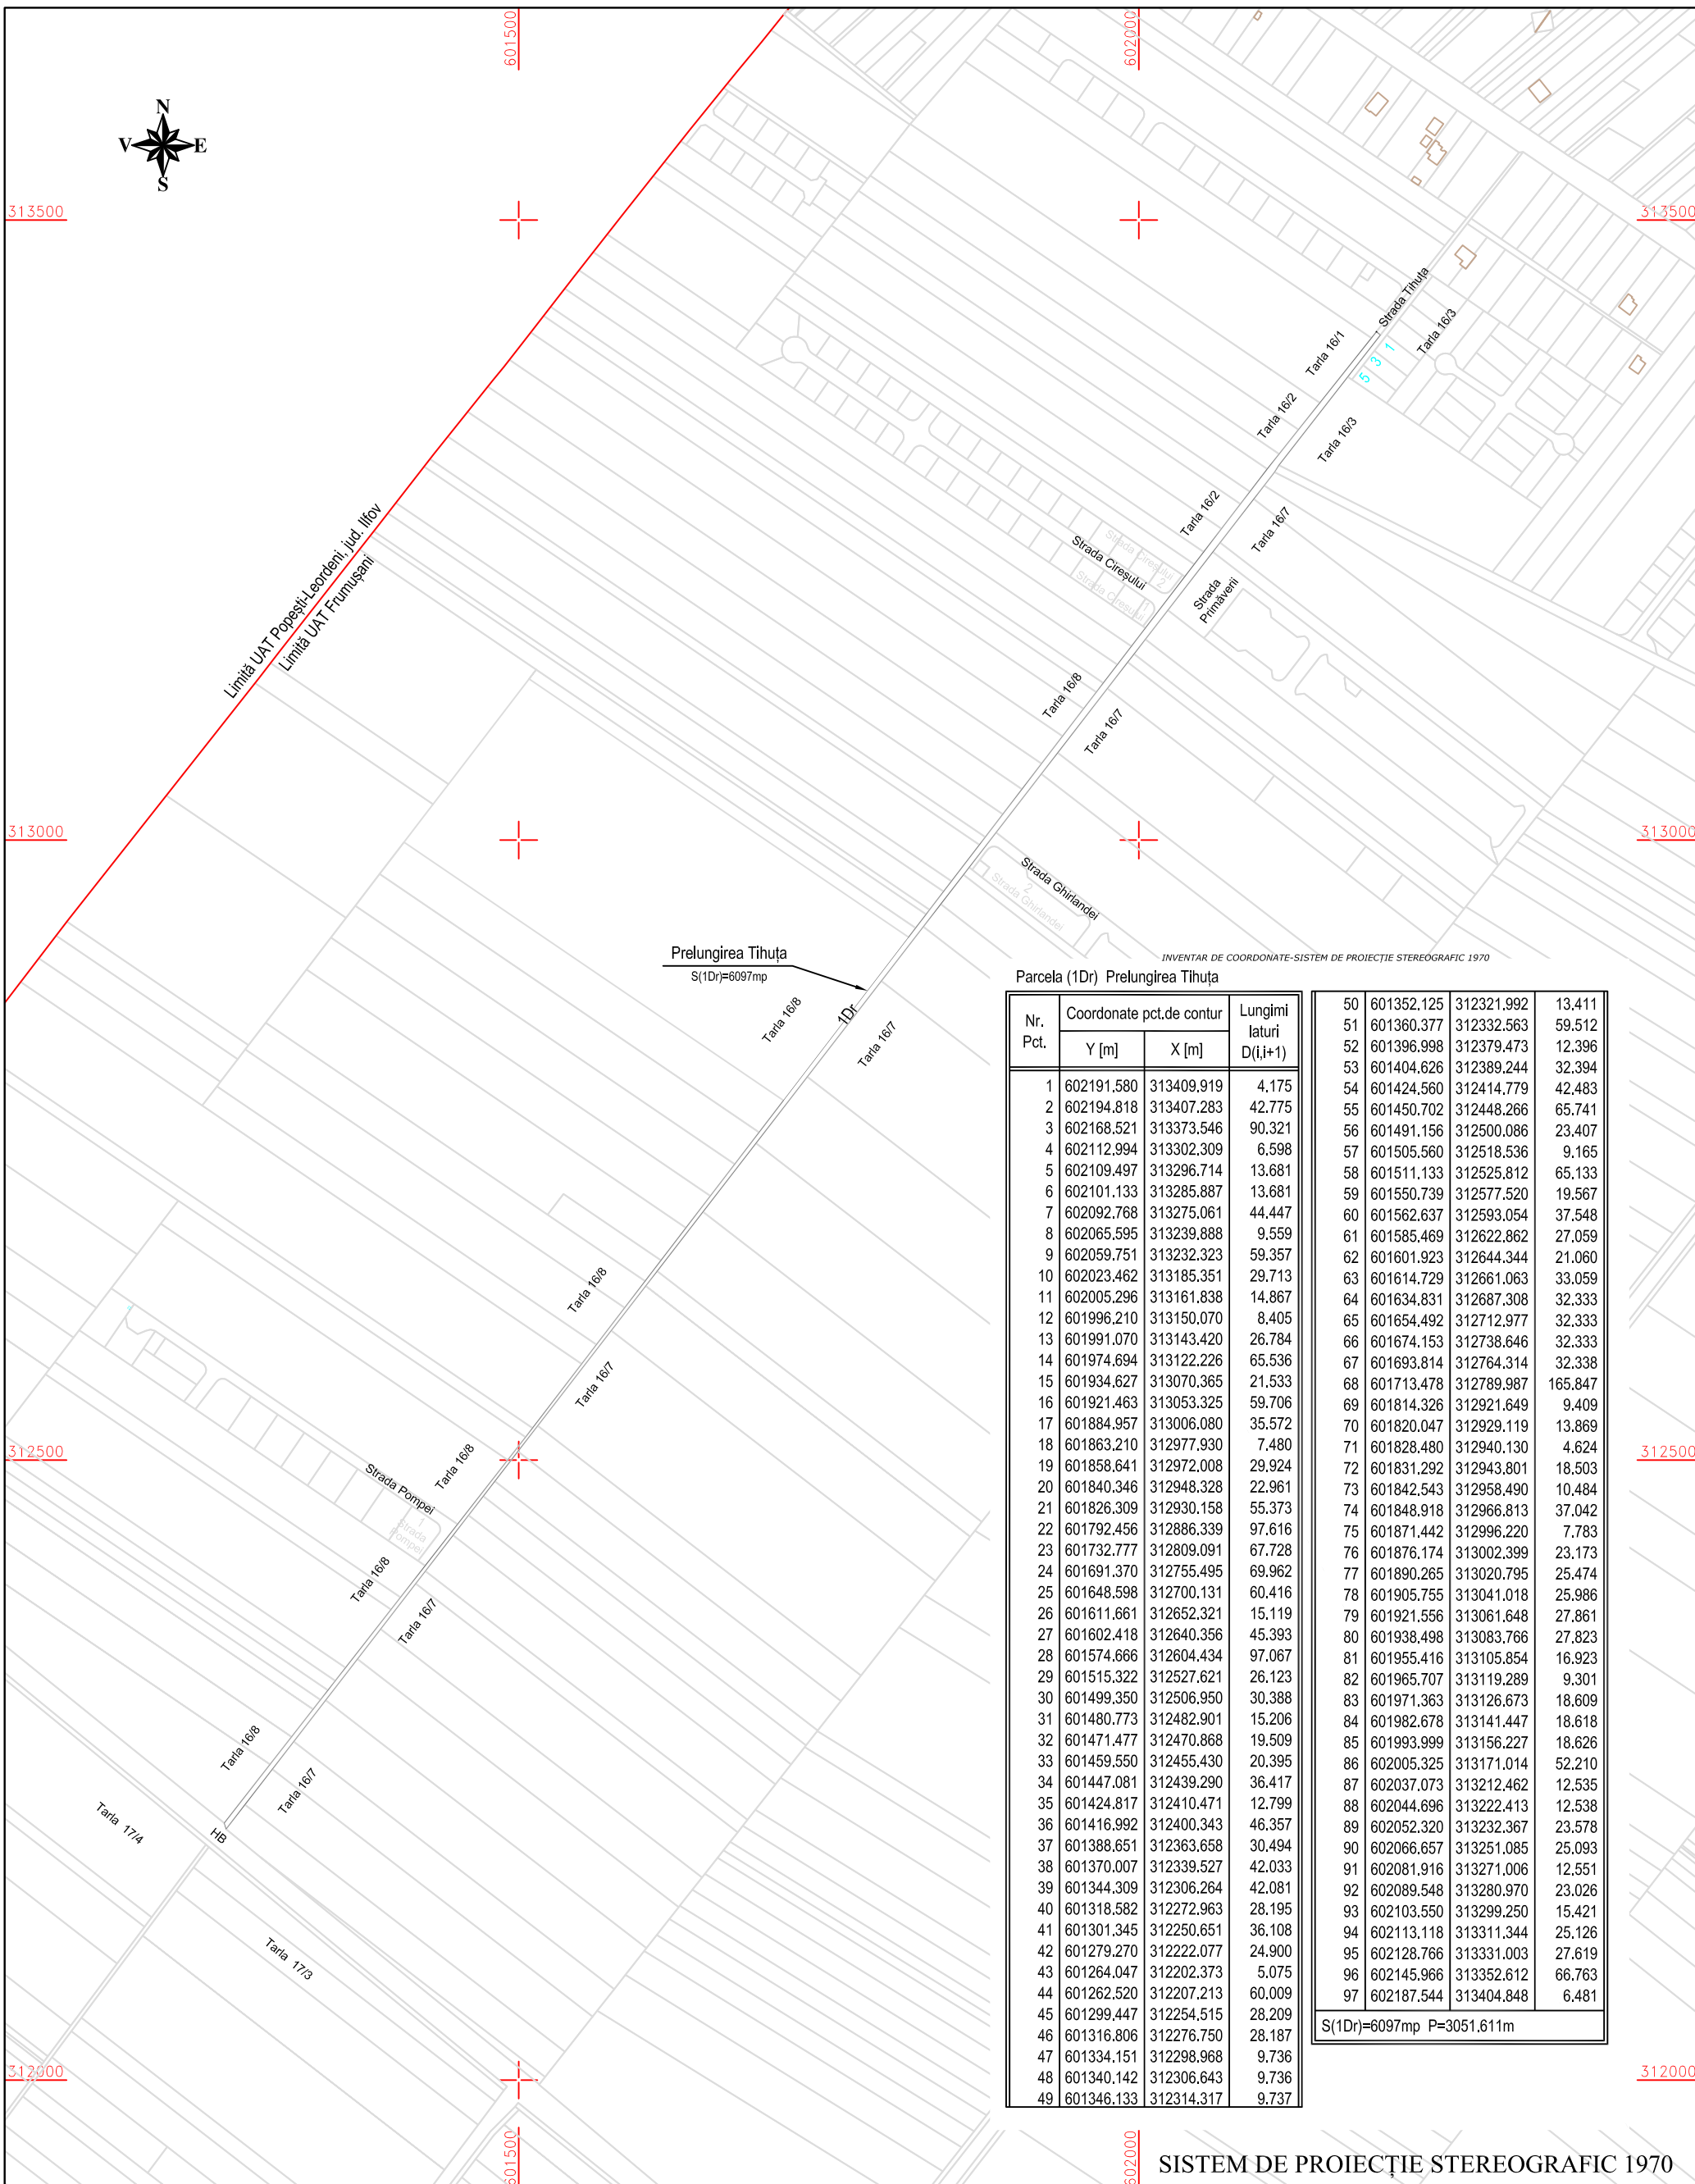 601500
602000
N
V
E
S
313500
313500
Strada Tihuța
Tarla 16/1
Tarla 16/3
5 3 1
Tarla 16/2
Tarla 16/3
Tarla 16/2
Tarla 16/7
Limită UAT Popești-Leordeni, jud. Ilfov
Limită UAT Frumușani
Strada Cireșului
Strada Cireșului
2
Strada Cireșului
1
Strada
Primăverii
Tarla 16/8
Tarla 16/7
313000
313000
Strada Ghirlandei
2
Strada Ghirlandei
Prelungirea Tihuța
S(1Dr)=6097mp
Tarla 16/8
1Dr
Tarla 16/7
Tarla 16/8
Tarla 16/7
312500
312500
Tarla 16/8
Strada Pompei
1
Strada
Pompei
Tarla 16/8
Tarla 16/7
Tarla 16/8
Tarla 16/7
Tarla 17/4
HB
Tarla 17/3
312000
312000
601500
602000
INVENTAR DE COORDONATE-SISTEM DE PROIECȚIE STEREOGRAFIC 1970
Parcela (1Dr) Prelungirea Tihuța
Nr. Pct. Coordonate pct.de contur Lungimi laturi D(i,i+1)
Y [m] X [m]
1 602191.580 313409.919 4.175
2 602194.818 313407.283 42.775
3 602168.521 313373.546 90.321
4 602112.994 313302.309 6.598
5 602109.497 313296.714 13.681
6 602101.133 313285.887 13.681
7 602092.768 313275.061 44.447
8 602065.595 313239.888 9.559
9 602059.751 313232.323 59.357
10 602023.462 313185.351 29.713
11 602005.296 313161.838 14.867
12 601996.210 313150.070 8.405
13 601991.070 313143.420 26.784
14 601974.694 313122.226 65.536
15 601934.627 313070.365 21.533
16 601921.463 313053.325 59.706
17 601884.957 313006.080 35.572
18 601863.210 312977.930 7.480
19 601858.641 312972.008 29.924
20 601840.346 312948.328 22.961
21 601826.309 312930.158 55.373
22 601792.456 312886.339 97.616
23 601732.777 312809.091 67.728
24 601691.370 312755.495 69.962
25 601648.598 312700.131 60.416
26 601611.661 312652.321 15.119
27 601602.418 312640.356 45.393
28 601574.666 312604.434 97.067
29 601515.322 312527.621 26.123
30 601499.350 312506.950 30.388
31 601480.773 312482.901 15.206
32 601471.477 312470.868 19.509
33 601459.550 312455.430 20.395
34 601447.081 312439.290 36.417
35 601424.817 312410.471 12.799
36 601416.992 312400.343 46.357
37 601388.651 312363.658 30.494
38 601370.007 312339.527 42.033
39 601344.309 312306.264 42.081
40 601318.582 312272.963 28.195
41 601301.345 312250.651 36.108
42 601279.270 312222.077 24.900
43 601264.047 312202.373 5.075
44 601262.520 312207.213 60.009
45 601299.447 312254.515 28.209
46 601316.806 312276.750 28.187
47 601334.151 312298.968 9.736
48 601340.142 312306.643 9.736
49 601346.133 312314.317 9.737
50 601352.125 312321.992 13.411
51 601360.377 312332.563 59.512
52 601396.998 312379.473 12.396
53 601404.626 312389.244 32.394
54 601424.560 312414.779 42.483
55 601450.702 312448.266 65.741
56 601491.156 312500.086 23.407
57 601505.560 312518.536 9.165
58 601511.133 312525.812 65.133
59 601550.739 312577.520 19.567
60 601562.637 312593.054 37.548
61 601585.469 312622.862 27.059
62 601601.923 312644.344 21.060
63 601614.729 312661.063 33.059
64 601634.831 312687.308 32.333
65 601654.492 312712.977 32.333
66 601674.153 312738.646 32.333
67 601693.814 312764.314 32.338
68 601713.478 312789.987 165.847
69 601814.326 312921.649 9.409
70 601820.047 312929.119 13.869
71 601828.480 312940.130 4.624
72 601831.292 312943.801 18.503
73 601842.543 312958.490 10.484
74 601848.918 312966.813 37.042
75 601871.442 312996.220 7.783
76 601876.174 313002.399 23.173
77 601890.265 313020.795 25.474
78 601905.755 313041.018 25.986
79 601921.556 313061.648 27.861
80 601938.498 313083.766 27.823
81 601955.416 313105.854 16.923
82 601965.707 313119.289 9.301
83 601971.363 313126.673 18.609
84 601982.678 313141.447 18.618
85 601993.999 313156.227 18.626
86 602005.325 313171.014 52.210
87 602037.073 313212.462 12.535
88 602044.696 313222.413 12.538
89 602052.320 313232.367 23.578
90 602066.657 313251.085 25.093
91 602081.916 313271.006 12.551
92 602089.548 313280.970 23.026
93 602103.550 313299.250 15.421
94 602113.118 313311.344 25.126
95 602128.766 313331.003 27.619
96 602145.966 313352.612 66.763
97 602187.544 313404.848 6.481
S(1Dr)=6097mp P=3051.611m
SISTEM DE PROIECȚIE STEREOGRAFIC 1970